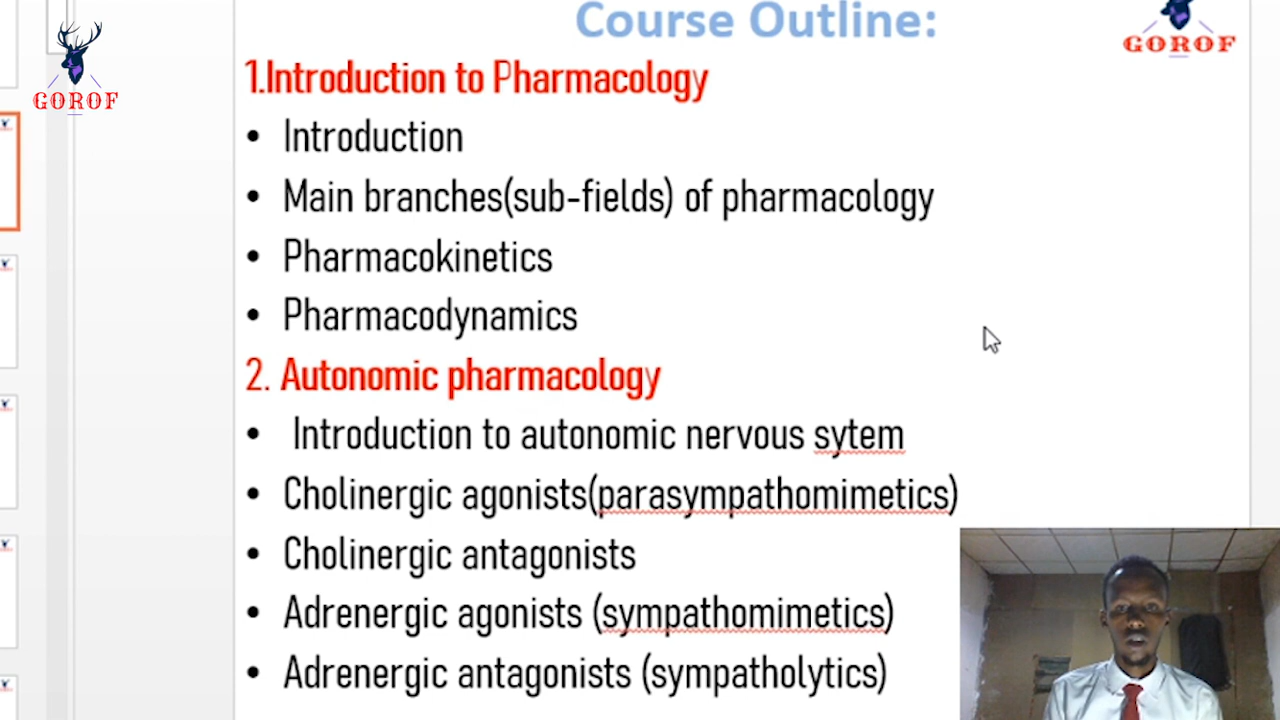 Course Outline:
GOROF
GOROF
1.Introduction to Pharmacology
• Introduction
• Main branches(sub-fields) of pharmacology
• Pharmacokinetics
• Pharmacodynamics
2. Autonomic pharmacology
• Introduction to autonomic nervous sytem
• Cholinergic agonists(parasympathomimetics)
• Cholinergic antagonists
• Adrenergic agonists (sympathomimetics)
• Adrenergic antagonists (sympatholytics)